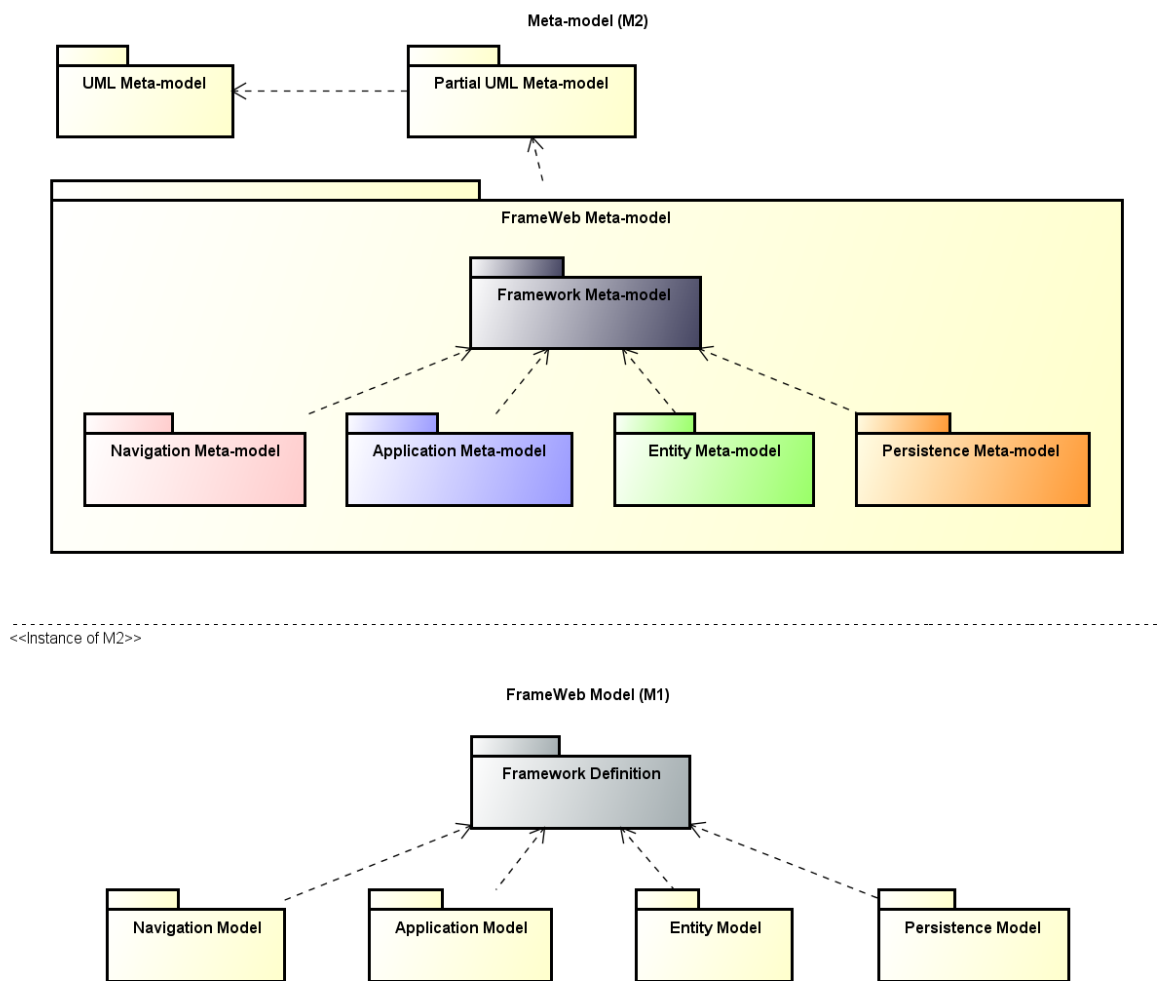 Meta-model (M2)
UML Meta-model
Partial UML Meta-model
FrameWeb Meta-model
Framework Meta-model
Navigation Meta-model
Application Meta-model
Entity Meta-model
Persistence Meta-model
<<Instance of M2>>
FrameWeb Model (M1)
Framework Definition
Navigation Model
Application Model
Entity Model
Persistence Model